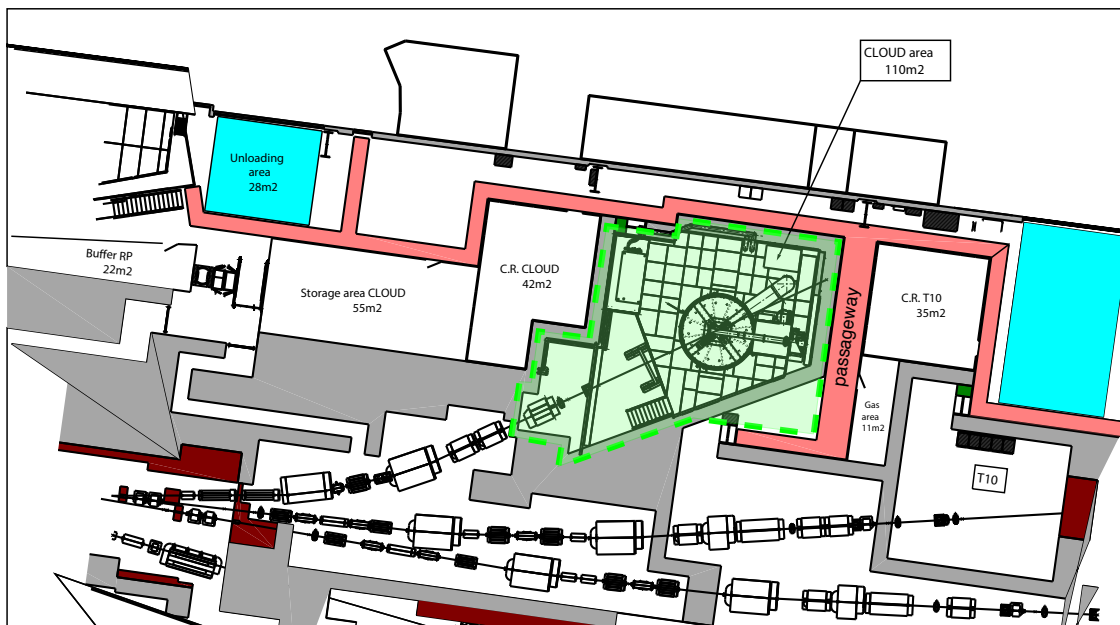 CLOUD area
110m2
Unloading
area
28m2
Buffer RP
22m2
Storage area CLOUD
55m2
C.R. CLOUD
42m2
passageway
C.R. T10
35m2
Gas
area
11m2
T10